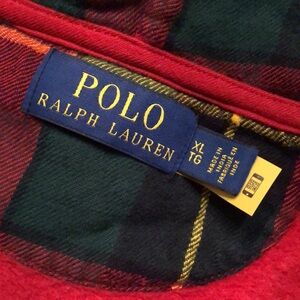 POLO
RALPH LAUREN
XL
TG
MADE IN
INDIA
FABRIQUÉ EN
INDE